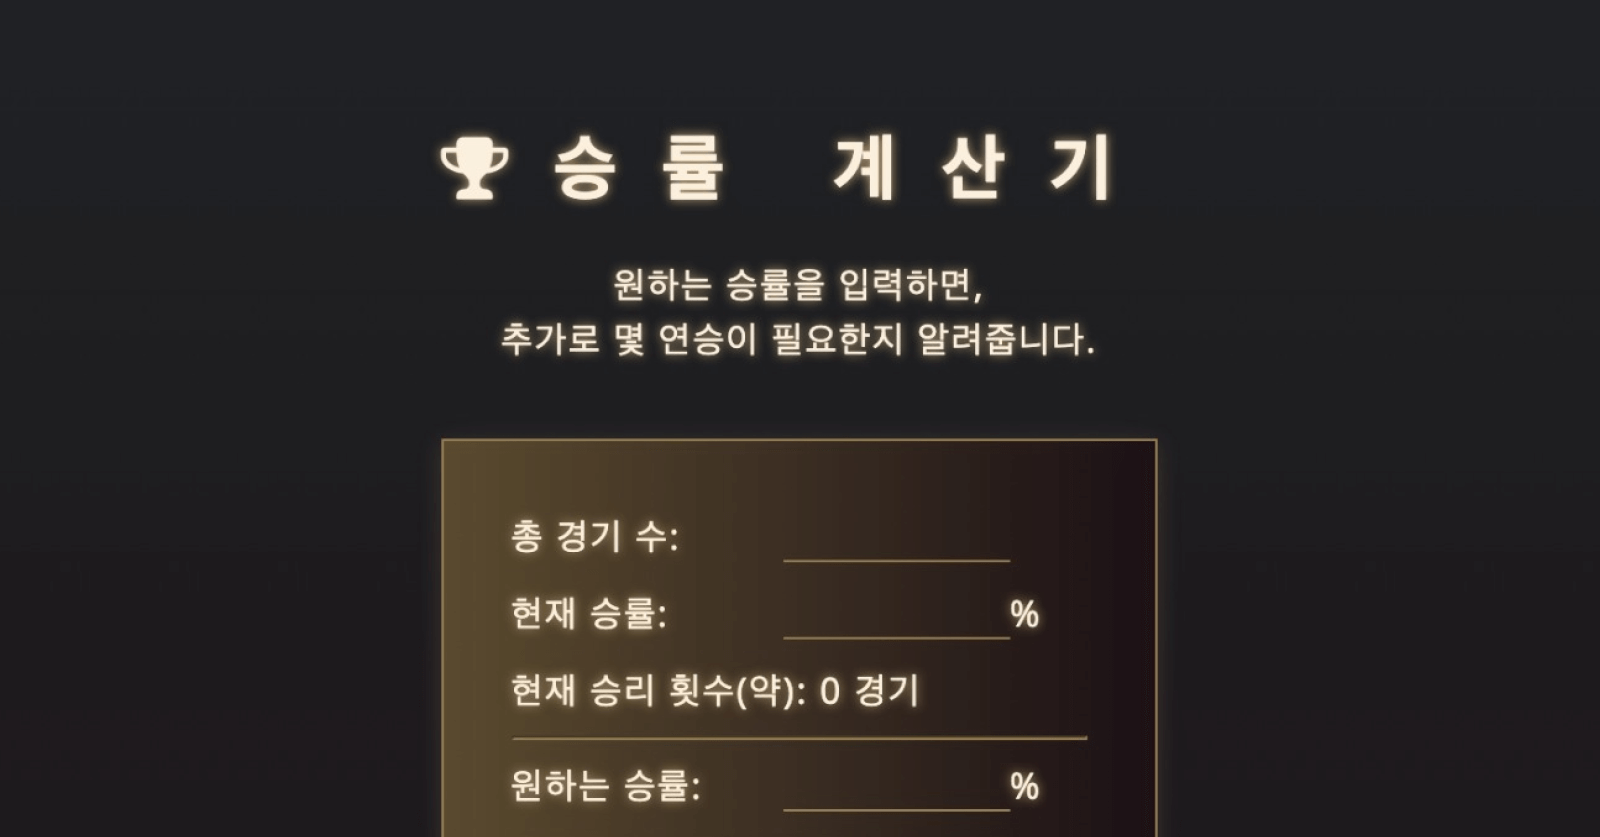 승률 계산기
원하는 승률을 입력하면,
추가로 몇 연승이 필요한지 알려줍니다.
총 경기 수:
현재 승률: %
현재 승리 횟수(약): 0 경기
원하는 승률: %